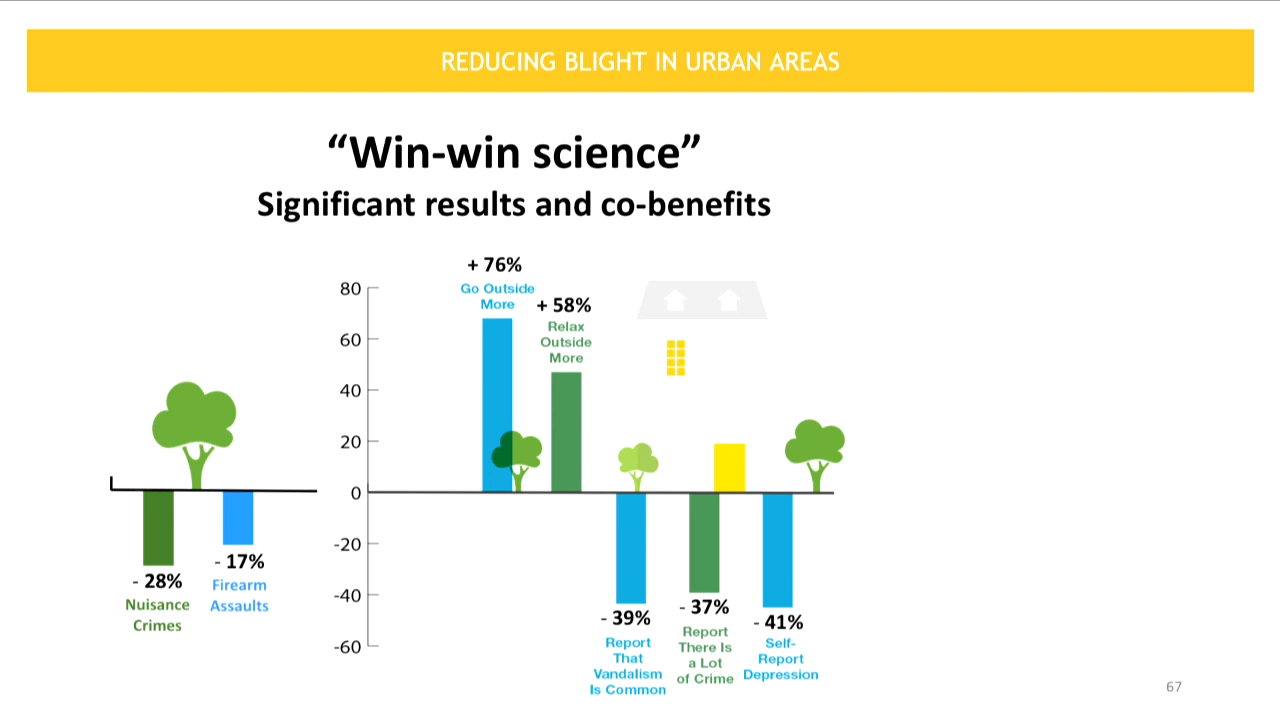 REDUCING BLIGHT IN URBAN AREAS
“Win-win science”
Significant results and co-benefits
+ 76%
Go Outside
More
+ 58%
Relax
Outside
More
80
60
40
20
0
-20
-40
-60
- 28%
Nuisance
Crimes
- 17%
Firearm
Assaults
- 39%
Report
That
Vandalism
Is Common
- 37%
Report
There Is
a Lot
of Crime
- 41%
Self-
Report
Depression
67